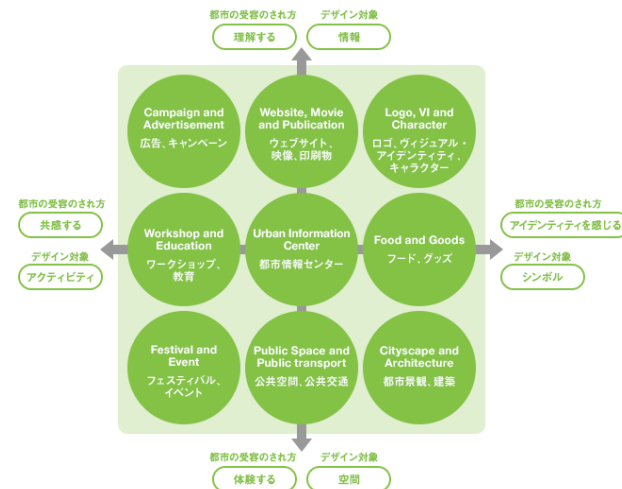 都市の受容のされ方
デザイン対象
理解する
情報
Campaign and
Advertisement
広告、キャンペーン
Website, Movie
and Publication
ウェブサイト、
映像、印刷物
Logo, VI and
Character
ロゴ、ヴィジュアル・
アイデンティティ、
キャラクター
都市の受容のされ方
共感する
デザイン対象
アクティビティ
Workshop and
Education
ワークショップ、
教育
Urban Information
Center
都市情報センター
Food and Goods
フード、グッズ
都市の受容のされ方
アイデンティティを感じる
デザイン対象
シンボル
Festival and
Event
フェスティバル、
イベント
Public Space and
Public transport
公共空間、公共交通
Cityscape and
Architecture
都市景観、建築
都市の受容のされ方
デザイン対象
体験する
空間